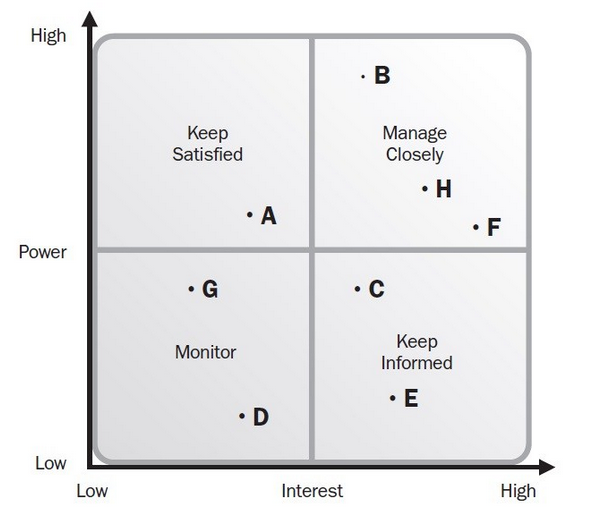 High
B
Keep
Satisfied
Manage
Closely
H
A
F
Power
G
C
Keep
Informed
Monitor
E
D
Low
Low
Interest
High